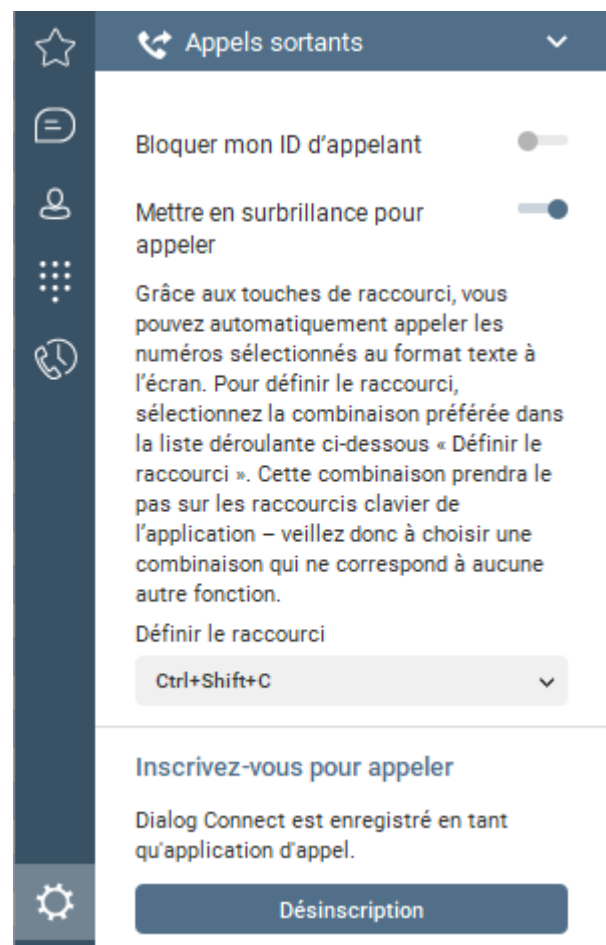 Appels sortants
Bloquer mon ID d’appelant
Mettre en surbrillance pour
appeler
Grâce aux touches de raccourci, vous
pouvez automatiquement appeler les
numéros sélectionnés au format texte à
l’écran. Pour définir le raccourci,
sélectionnez la combinaison préférée dans
la liste déroulante ci-dessous « Définir le
raccourci ». Cette combinaison prendra le
pas sur les raccourcis clavier de
l’application – veillez donc à choisir une
combinaison qui ne correspond à aucune
autre fonction.
Définir le raccourci
Ctrl+Shift+C
Inscrivez-vous pour appeler
Dialog Connect est enregistré en tant
qu'application d'appel.
Désinscription